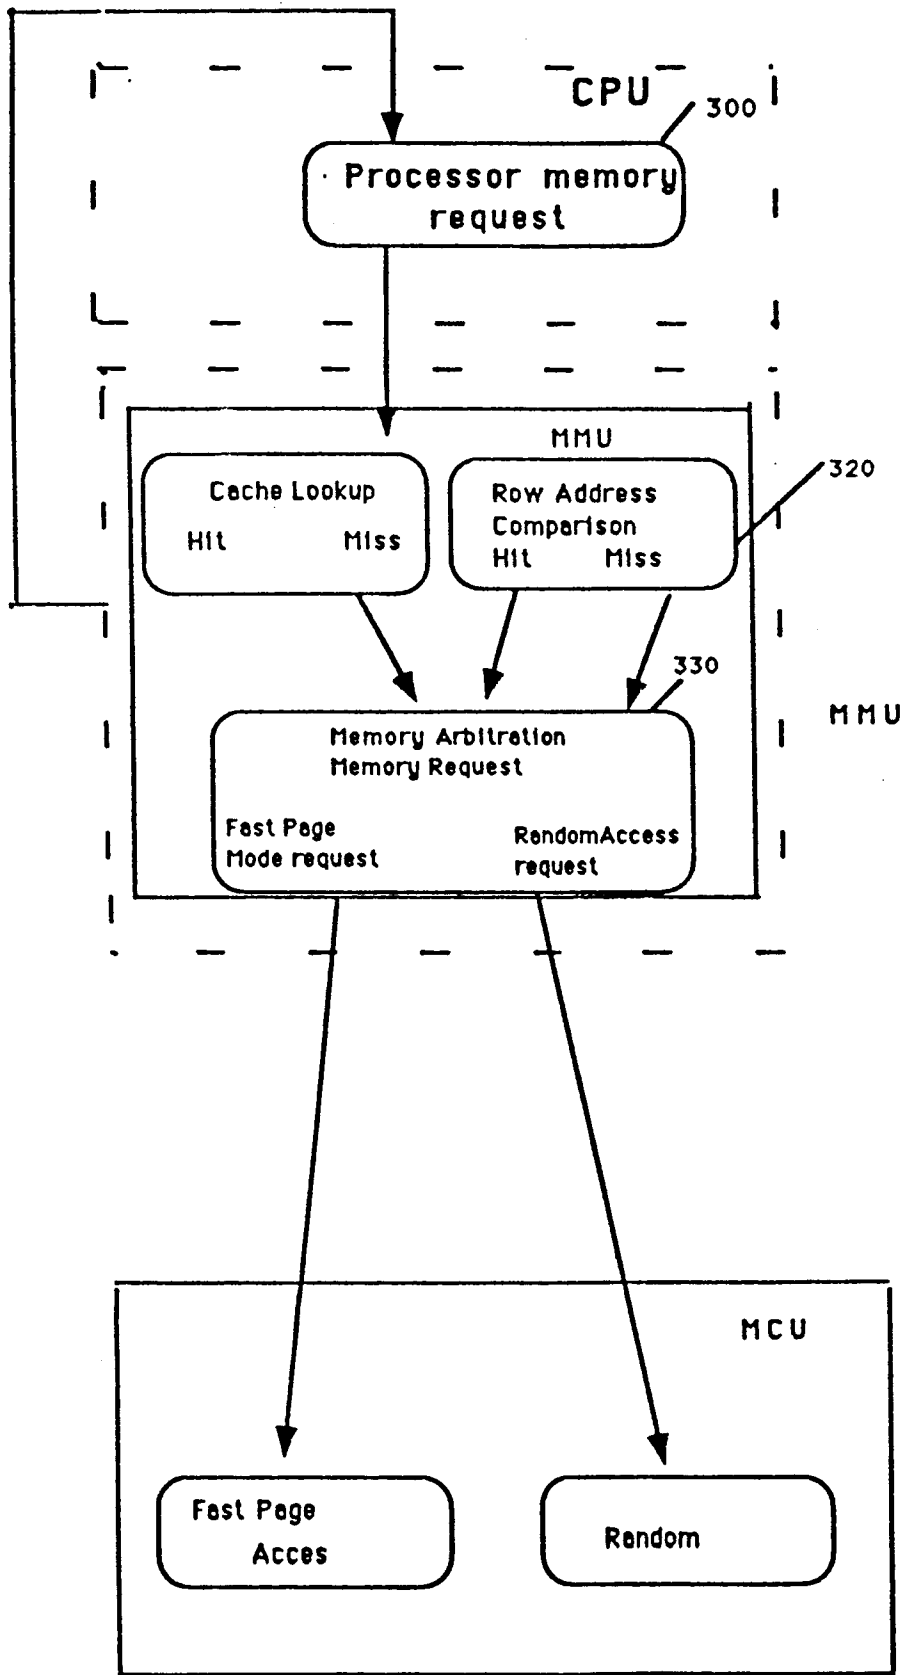 CPU
300
Processor memory
request
MMU
320
Cache Lookup
Hit Miss
Row Address
Comparison
Hit Miss
330
MMU
Memory Arbitration
Memory Request
Fast Page
Mode request
RandomAccess
request
MCU
Fast Page
Acces
Random